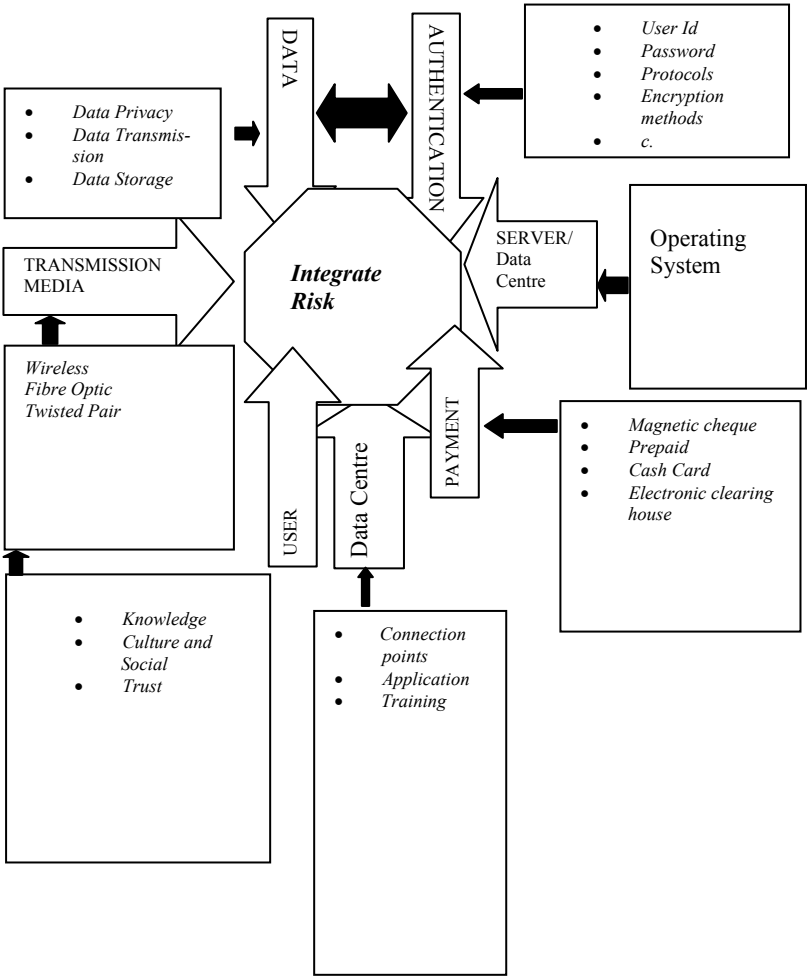 DATA
AUTHENTICATION
• User Id
• Password
• Protocols
• Encryption
methods
• c.
• Data Privacy
• Data Transmis-
sion
• Data Storage
TRANSMISSION
MEDIA
Integrate
Risk
SERVER/
Data
Centre
Operating
System
Wireless
Fibre Optic
Twisted Pair
USER
Data Centre
PAYMENT
• Magnetic cheque
• Prepaid
• Cash Card
• Electronic clearing
house
• Knowledge
• Culture and
Social
• Trust
• Connection
points
• Application
• Training